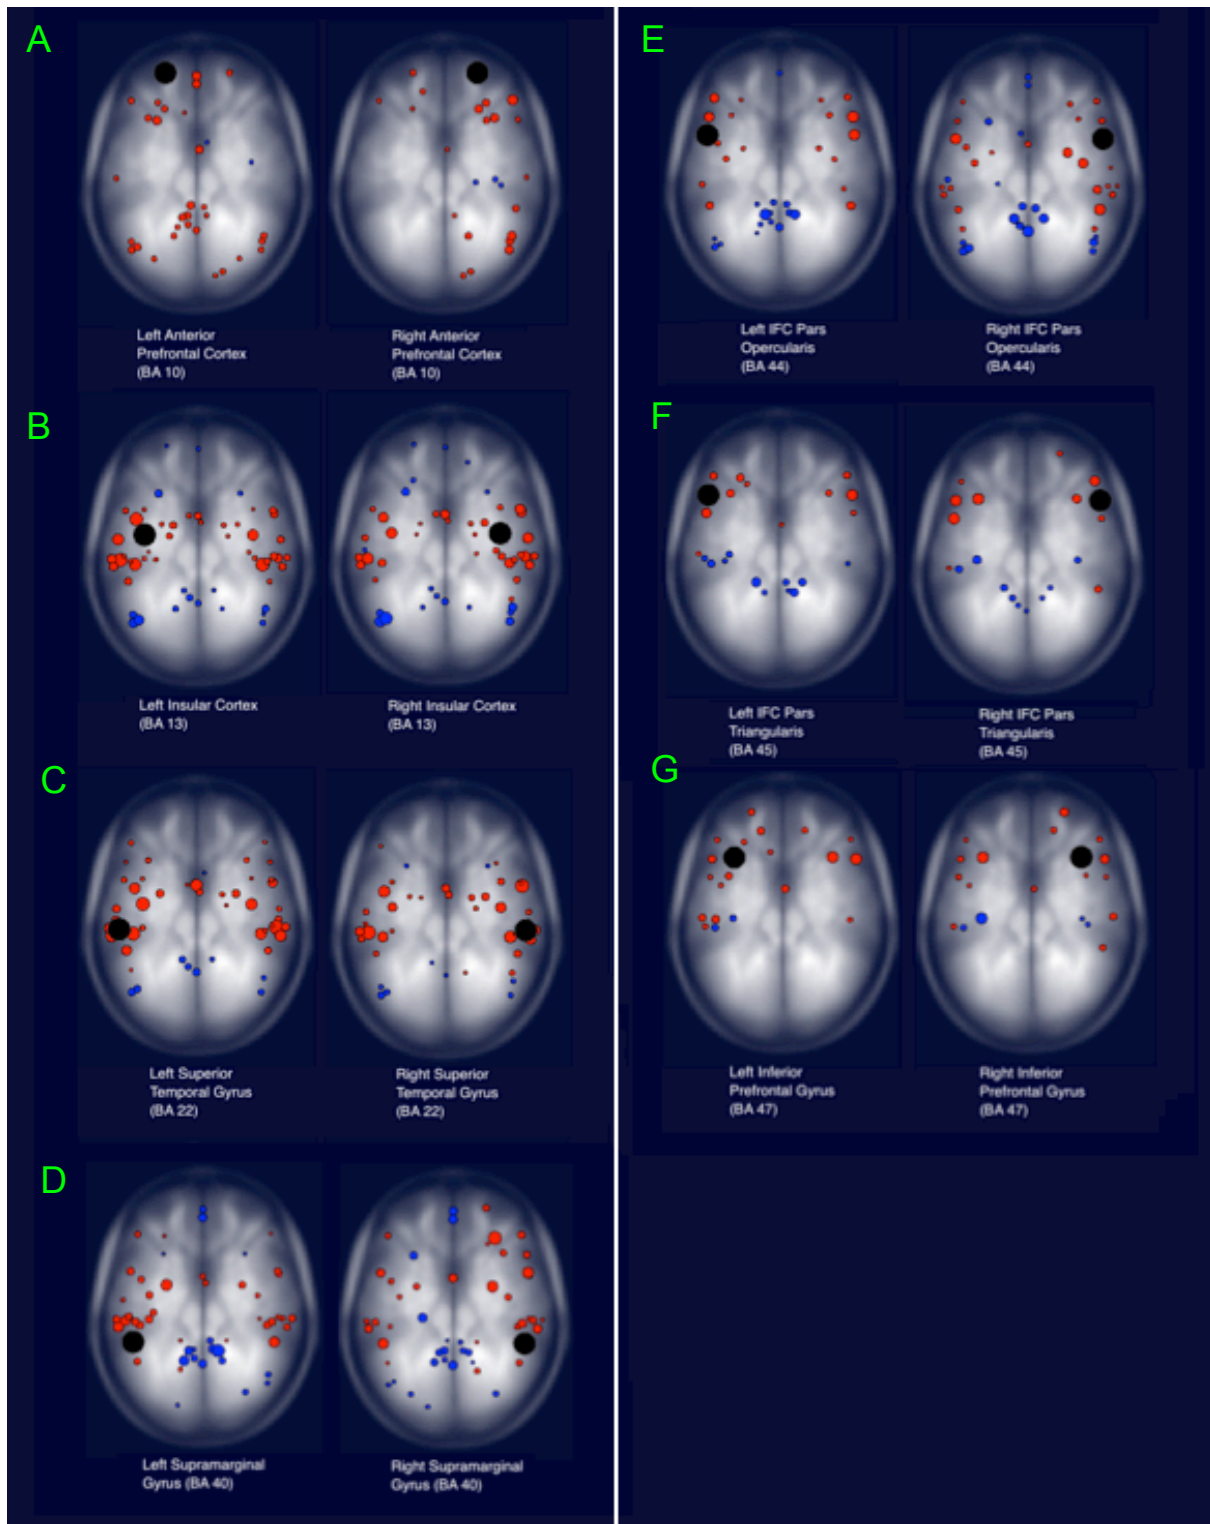 A
Left Anterior
Prefrontal Cortex
(BA 10)
Right Anterior
Prefrontal Cortex
(BA 10)
B
Left Insular Cortex
(BA 13)
Right Insular Cortex
(BA 13)
C
Left Superior
Temporal Gyrus
(BA 22)
Right Superior
Temporal Gyrus
(BA 22)
D
Left Supramarginal
Gyrus (BA 40)
Right Supramarginal
Gyrus (BA 40)
E
Left IFC Pars
Opercularis
(BA 44)
Right IFC Pars
Opercularis
(BA 44)
F
Left IFC Pars
Triangularis
(BA 45)
Right IFC Pars
Triangularis
(BA 45)
G
Left Inferior
Prefrontal Gyrus
(BA 47)
Right Inferior
Prefrontal Gyrus
(BA 47)